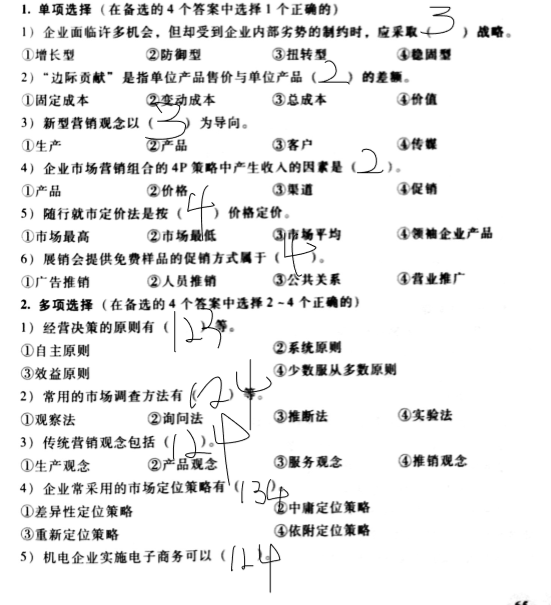 1. 单项选择（在备选的4个答案中选择1个正确的）
1）企业面临许多机会，但却受到企业内部劣势的制约时，应采取（3）战略。
①增长型 ②防御型 ③扭转型 ④稳固型
2）“边际贡献”是指单位产品售价与单位产品（2）的差额。
①固定成本 ②变动成本 ③总成本 ④价值
3）新型营销观念以（3）为导向。
①生产 ②产品 ③客户 ④传媒
4）企业市场营销组合的4P策略中产生收入的因素是（2）。
①产品 ②价格 ③渠道 ④促销
5）随行就市定价法是按（4）价格定价。
①市场最高 ②市场最低 ③市场平均 ④领袖企业产品
6）展销会提供免费样品的促销方式属于（4）。
①广告推销 ②人员推销 ③公共关系 ④营业推广
2. 多项选择（在备选的4个答案中选择2~4个正确的）
1）经营决策的原则有（123）等。
①自主原则 ②系统原则
③效益原则 ④少数服从多数原则
2）常用的市场调查方法有（124）等。
①观察法 ②询问法 ③推断法 ④实验法
3）传统营销观念包括（124）。
①生产观念 ②产品观念 ③服务观念 ④推销观念
4）企业常采用的市场定位策略有（134）
①差异性定位策略 ②中庸定位策略
③重新定位策略 ④依附定位策略
5）机电企业实施电子商务可以（124）。